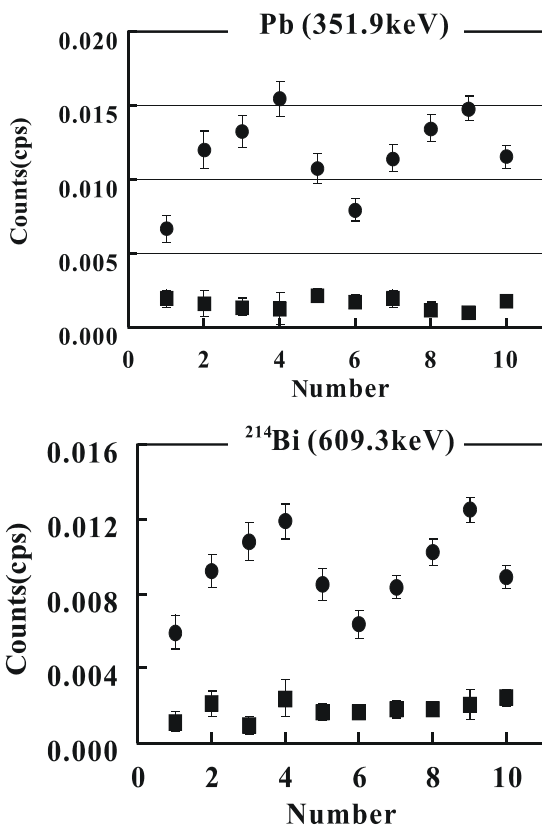 Pb (351.9keV)
0.020
0.015
0.010
0.005
0.000
Counts(cps)
0 2 4 6 8 10
Number
²¹⁴Bi (609.3keV)
0.016
0.012
0.008
0.004
0.000
Counts(cps)
0 2 4 6 8 10
Number